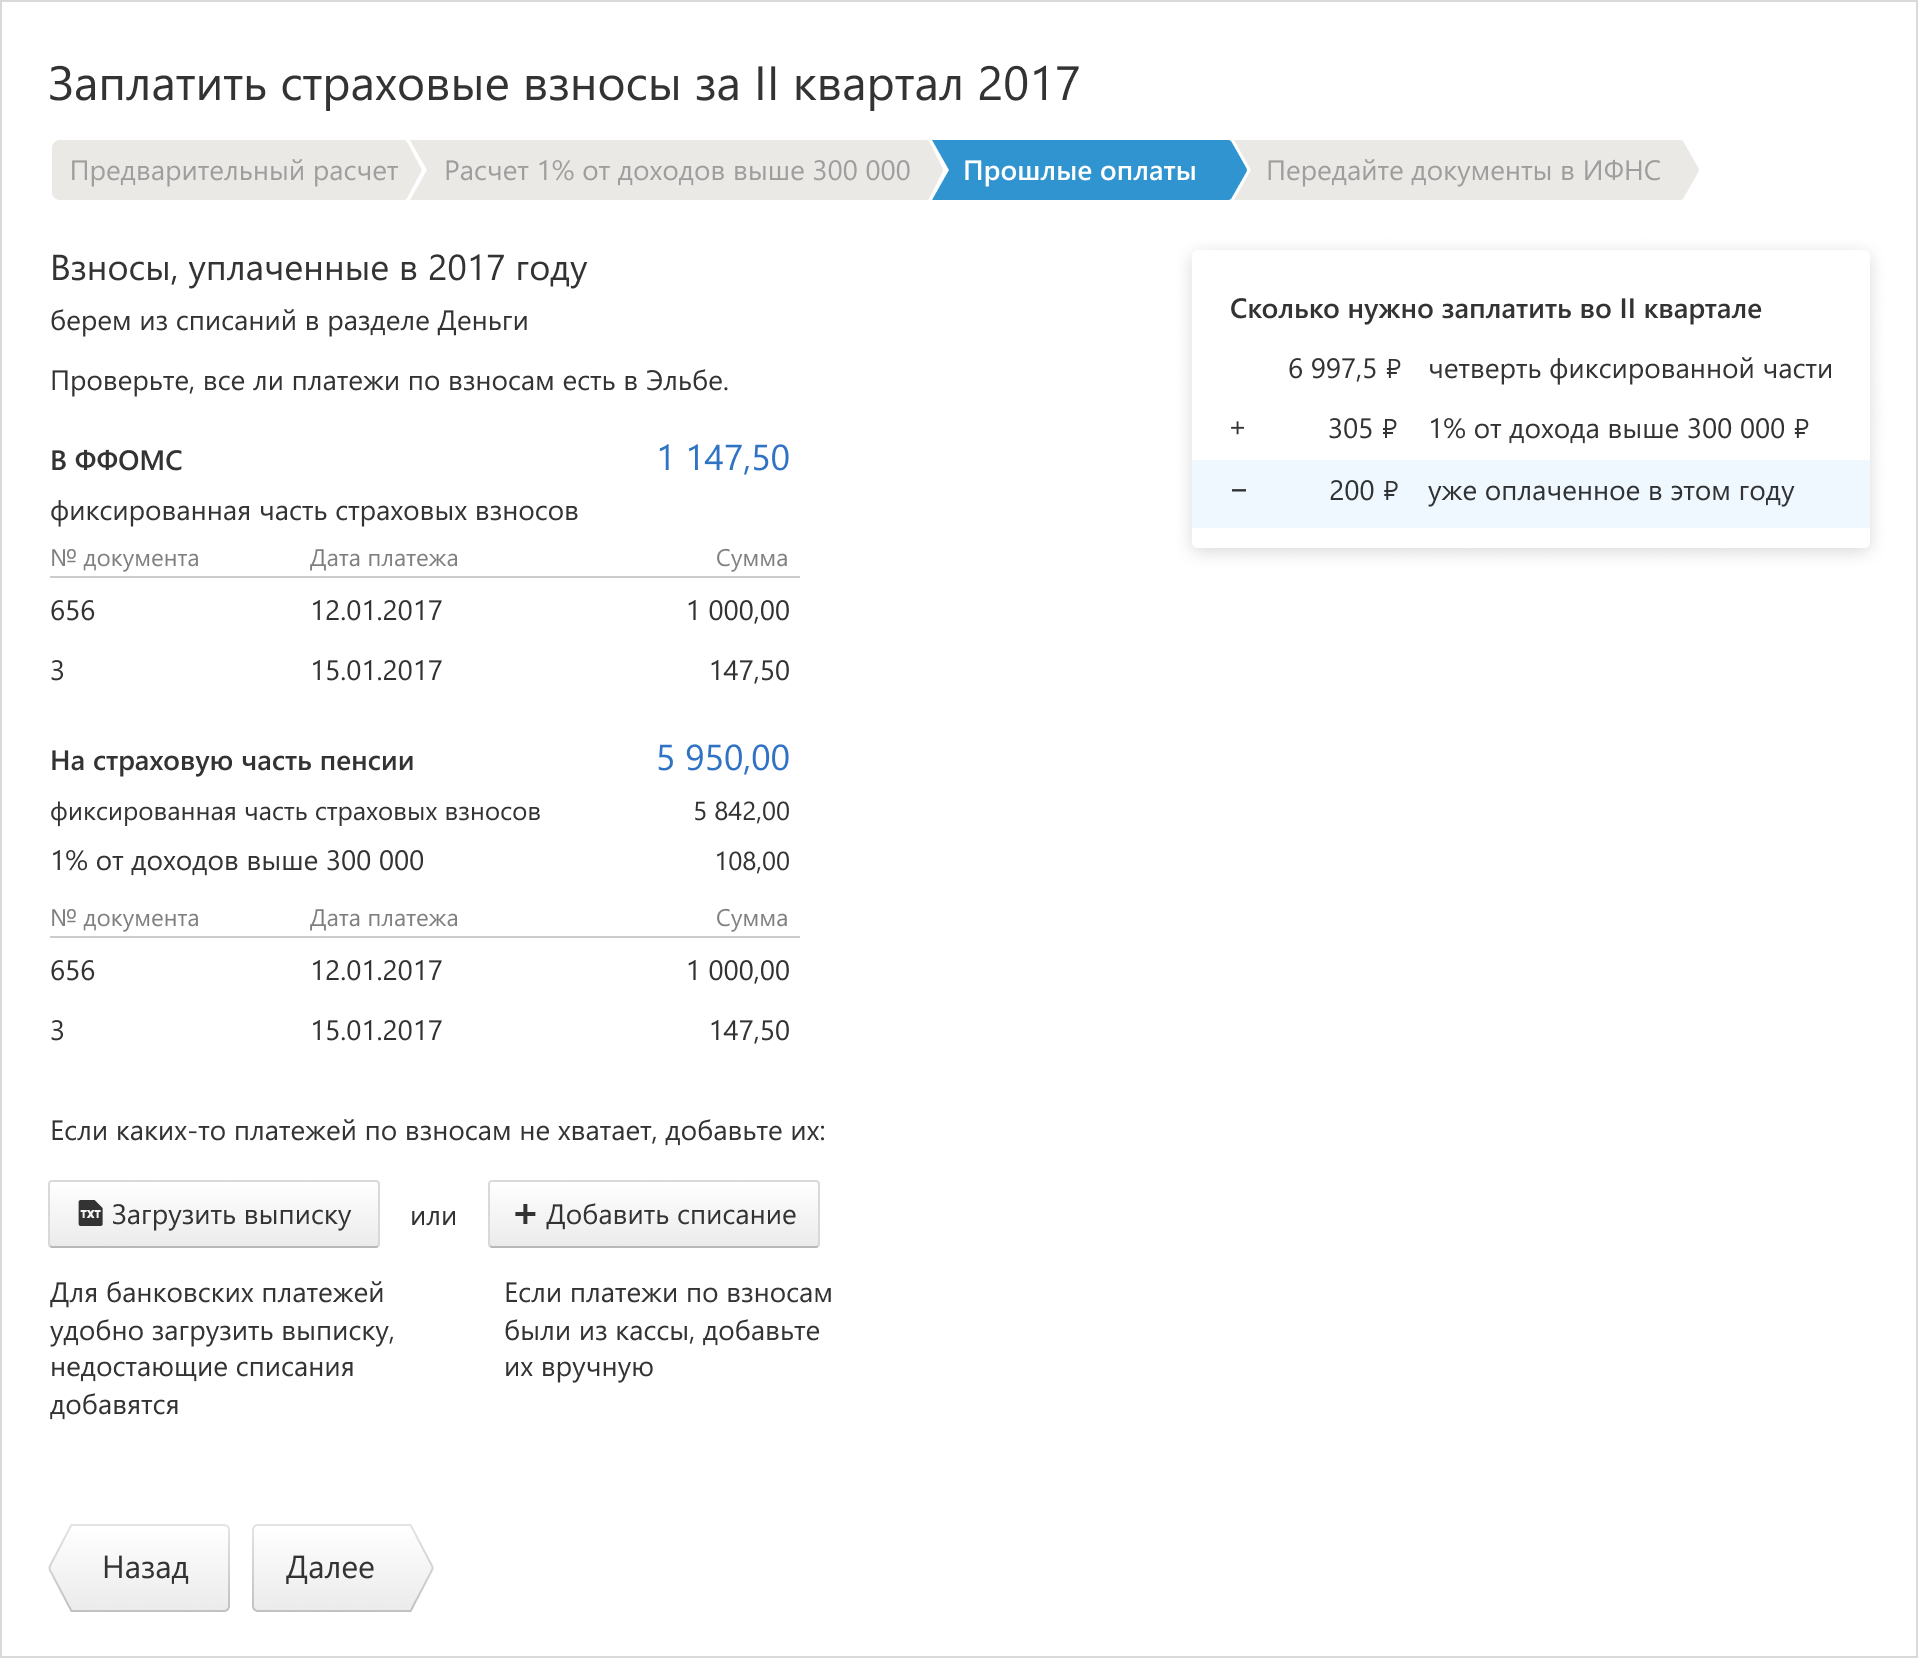 Заплатить страховые взносы за II квартал 2017
Предварительный расчет
Расчет 1% от доходов выше 300 000
Прошлые оплаты
Передайте документы в ИФНС
Взносы, уплаченные в 2017 году
берем из списаний в разделе Деньги
Проверьте, все ли платежи по взносам есть в Эльбе.
В ФФОМС 1 147,50
фиксированная часть страховых взносов
№ документа Дата платежа Сумма
656 12.01.2017 1 000,00
3 15.01.2017 147,50
На страховую часть пенсии 5 950,00
фиксированная часть страховых взносов 5 842,00
1% от доходов выше 300 000 108,00
№ документа Дата платежа Сумма
656 12.01.2017 1 000,00
3 15.01.2017 147,50
Если каких-то платежей по взносам не хватает, добавьте их:
TXT Загрузить выписку
или
+ Добавить списание
Для банковских платежей
удобно загрузить выписку,
недостающие списания
добавятся
Если платежи по взносам
были из кассы, добавьте
их вручную
Назад
Далее
Сколько нужно заплатить во II квартале
6 997,5 ₽ четверть фиксированной части
+ 305 ₽ 1% от дохода выше 300 000 ₽
− 200 ₽ уже оплаченное в этом году